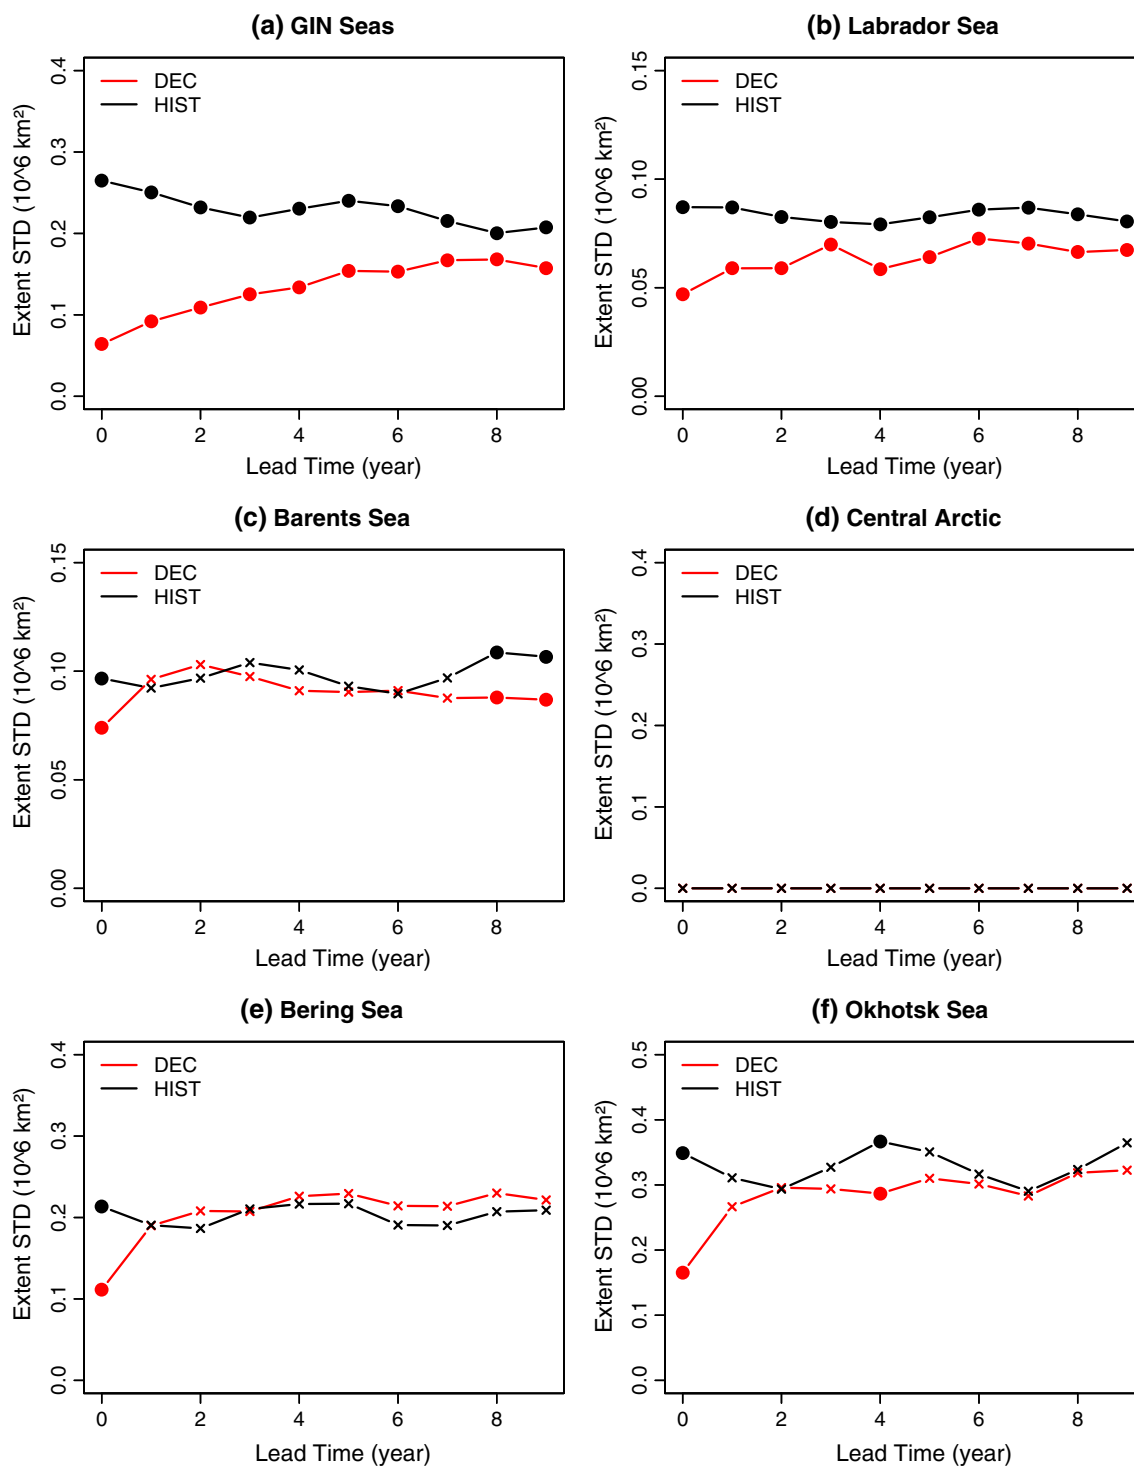 (a) GIN Seas
Extent STD (10^6 km²)
0.0 0.1 0.2 0.3 0.4
DEC
HIST
0 2 4 6 8
Lead Time (year)
(b) Labrador Sea
Extent STD (10^6 km²)
0.00 0.05 0.10 0.15
DEC
HIST
0 2 4 6 8
Lead Time (year)
(c) Barents Sea
Extent STD (10^6 km²)
0.00 0.05 0.10 0.15
DEC
HIST
0 2 4 6 8
Lead Time (year)
(d) Central Arctic
Extent STD (10^6 km²)
0.0 0.1 0.2 0.3 0.4
DEC
HIST
0 2 4 6 8
Lead Time (year)
(e) Bering Sea
Extent STD (10^6 km²)
0.0 0.1 0.2 0.3 0.4
DEC
HIST
0 2 4 6 8
Lead Time (year)
(f) Okhotsk Sea
Extent STD (10^6 km²)
0.0 0.1 0.2 0.3 0.4 0.5
DEC
HIST
0 2 4 6 8
Lead Time (year)